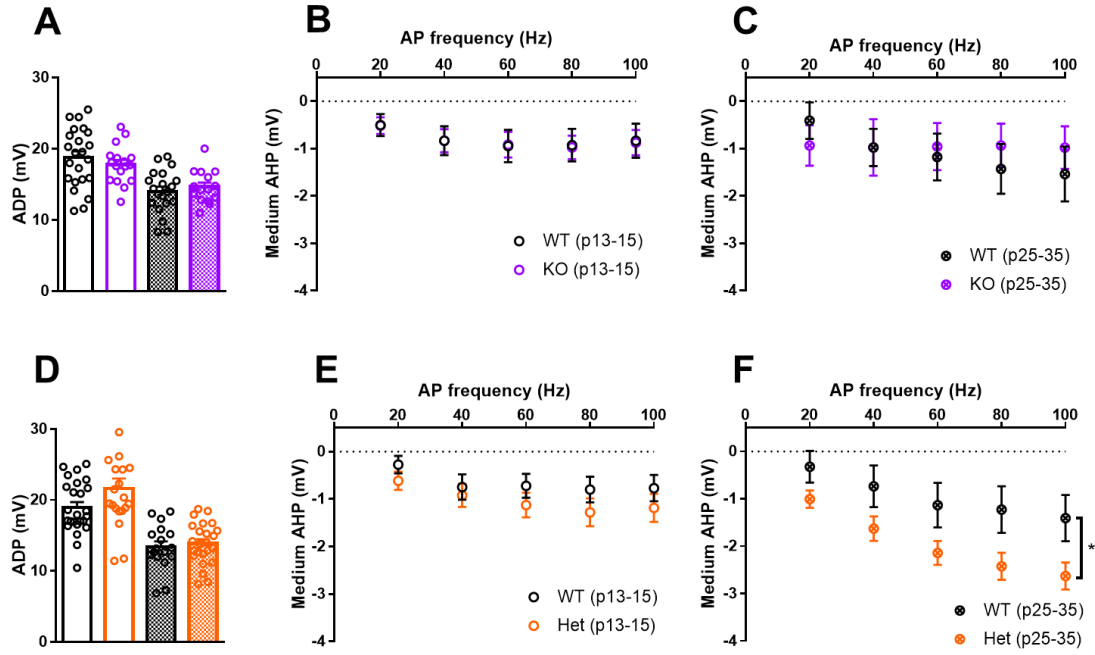 A
ADP (mV)
30
20
10
0
B
AP frequency (Hz)
0 20 40 60 80 100
Medium AHP (mV)
0
-1
-2
-3
-4
WT (p13-15)
KO (p13-15)
C
AP frequency (Hz)
0 20 40 60 80 100
Medium AHP (mV)
0
-1
-2
-3
-4
WT (p25-35)
KO (p25-35)
D
ADP (mV)
30
20
10
0
E
AP frequency (Hz)
0 20 40 60 80 100
Medium AHP (mV)
0
-1
-2
-3
-4
WT (p13-15)
Het (p13-15)
F
AP frequency (Hz)
0 20 40 60 80 100
Medium AHP (mV)
0
-1
-2
-3
-4
*
WT (p25-35)
Het (p25-35)